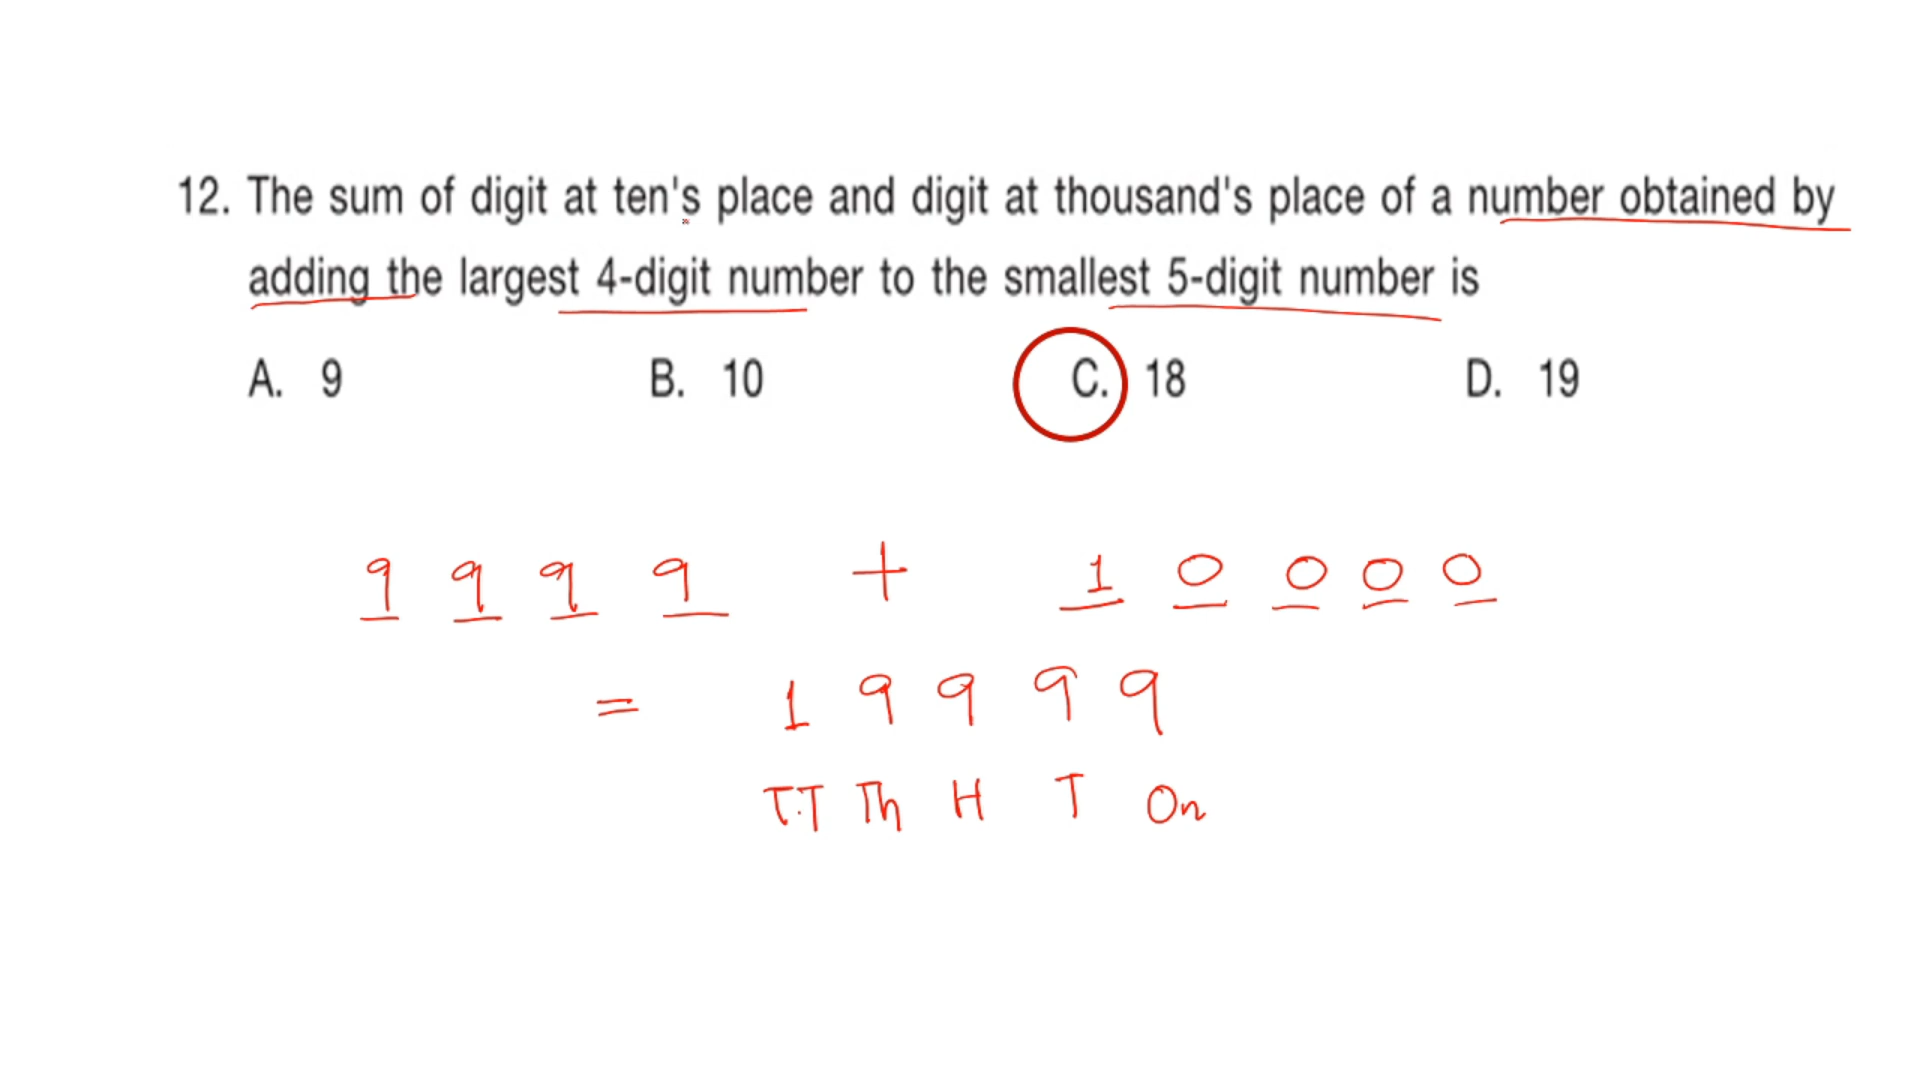 12. The sum of digit at ten's place and digit at thousand's place of a number obtained by
adding the largest 4-digit number to the smallest 5-digit number is
A. 9 B. 10 C. 18 D. 19
9 9 9 9 + 1 0 0 0 0
= 1 9 9 9 9
T.T Th H T On